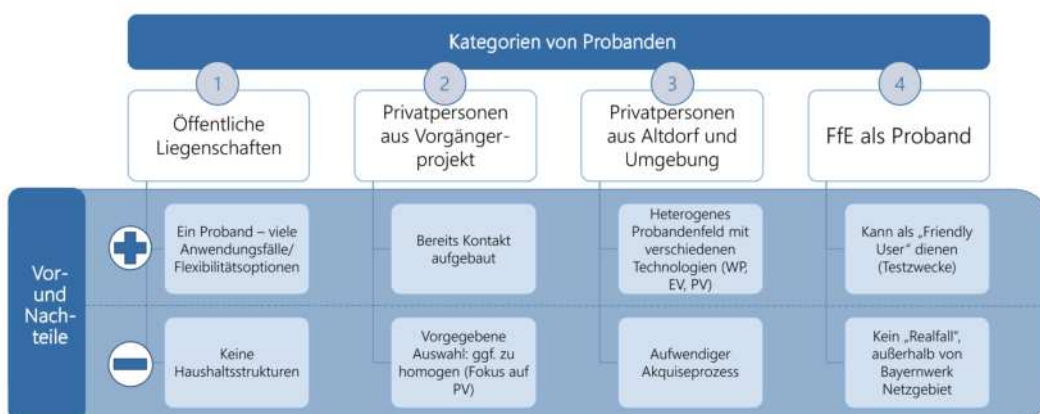 Kategorien von Probanden
1
Öffentliche
Liegenschaften
2
Privatpersonen
aus Vorgänger-
projekt
3
Privatpersonen
aus Altdorf und
Umgebung
4
FfE als Proband
Vor-
und
Nach-
teile
Ein Proband – viele
Anwendungsfälle/
Flexibilitätsoptionen
Bereits Kontakt
aufgebaut
Heterogenes
Probandenfeld mit
verschiedenen
Technologien (WP,
EV, PV)
Kann als „Friendly
User“ dienen
(Testzwecke)
Keine
Haushaltsstrukturen
Vorgegebene
Auswahl: ggf. zu
homogen (Fokus auf
PV)
Aufwendiger
Akquiseprozess
Kein „Realfall“,
außerhalb von
Bayernwerk
Netzgebiet